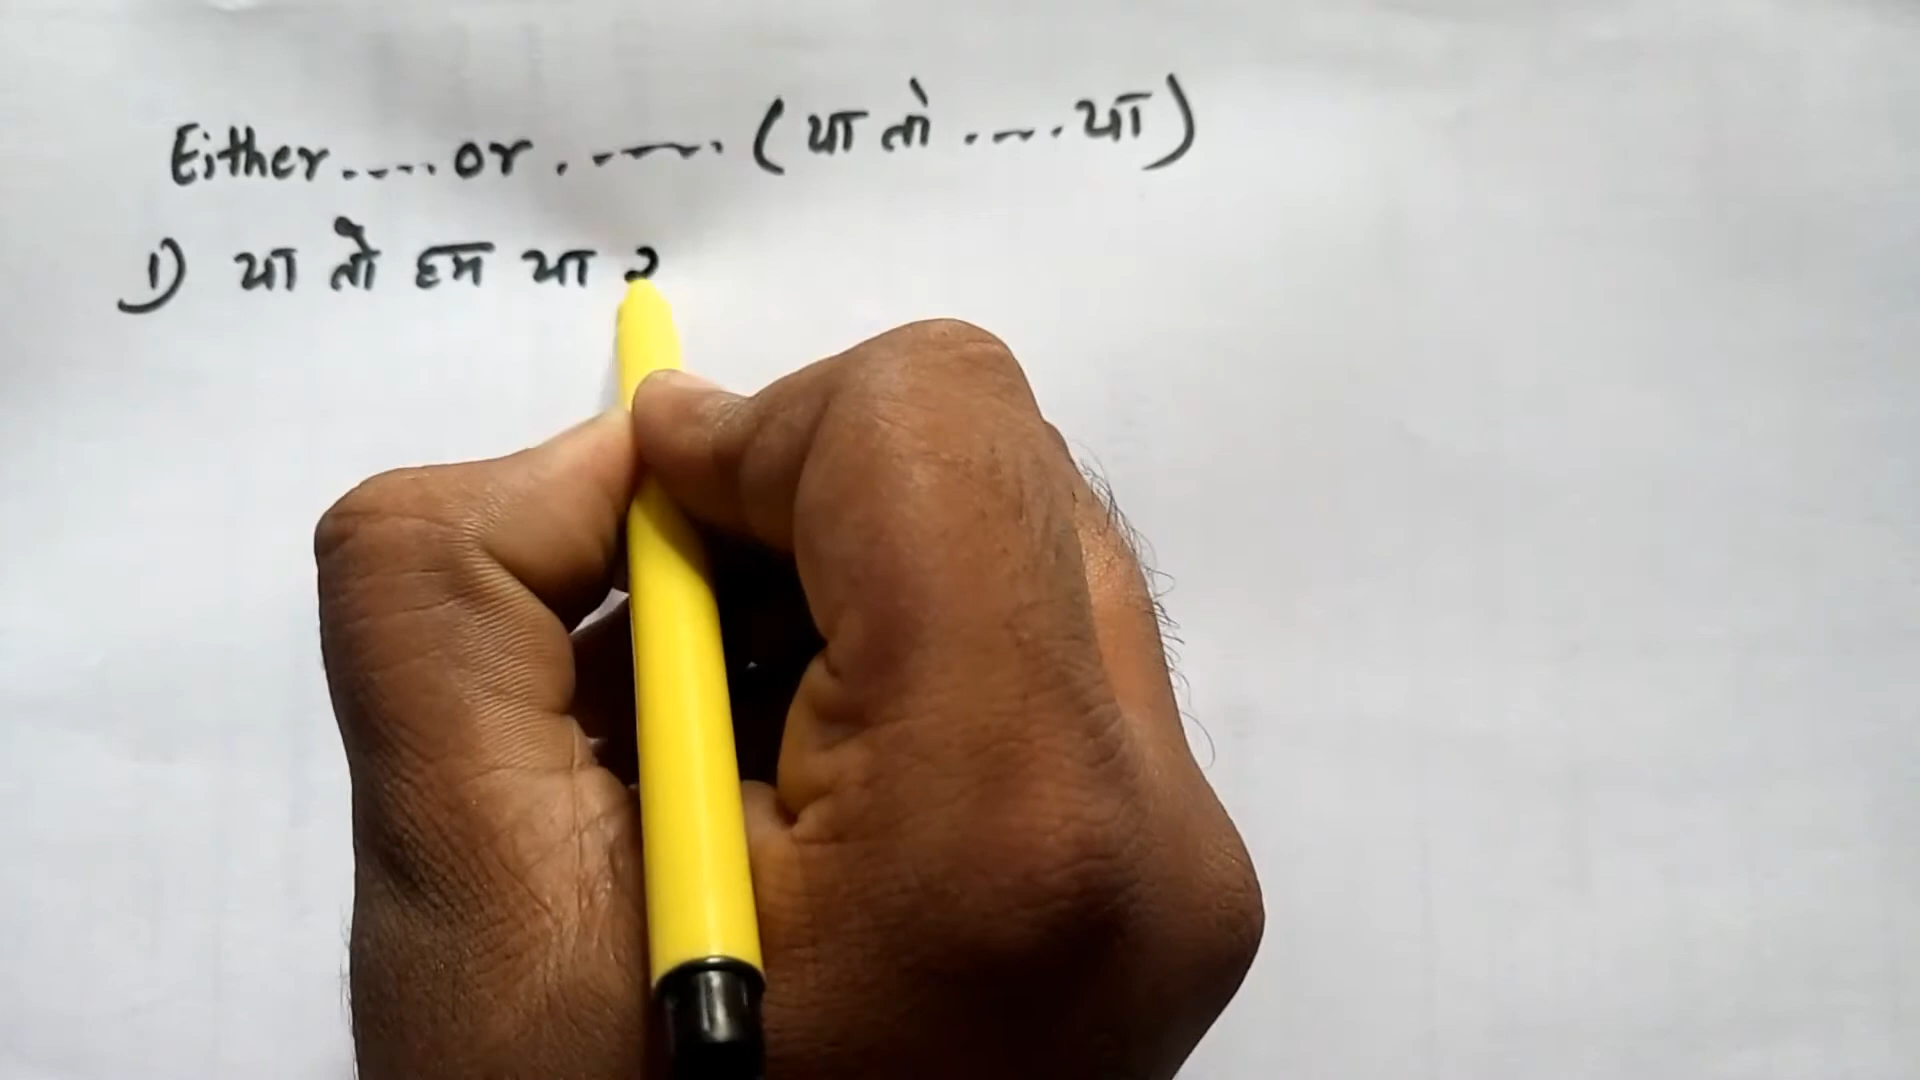 Either....or.----. (या तो .--..या)
1) या तो हम या